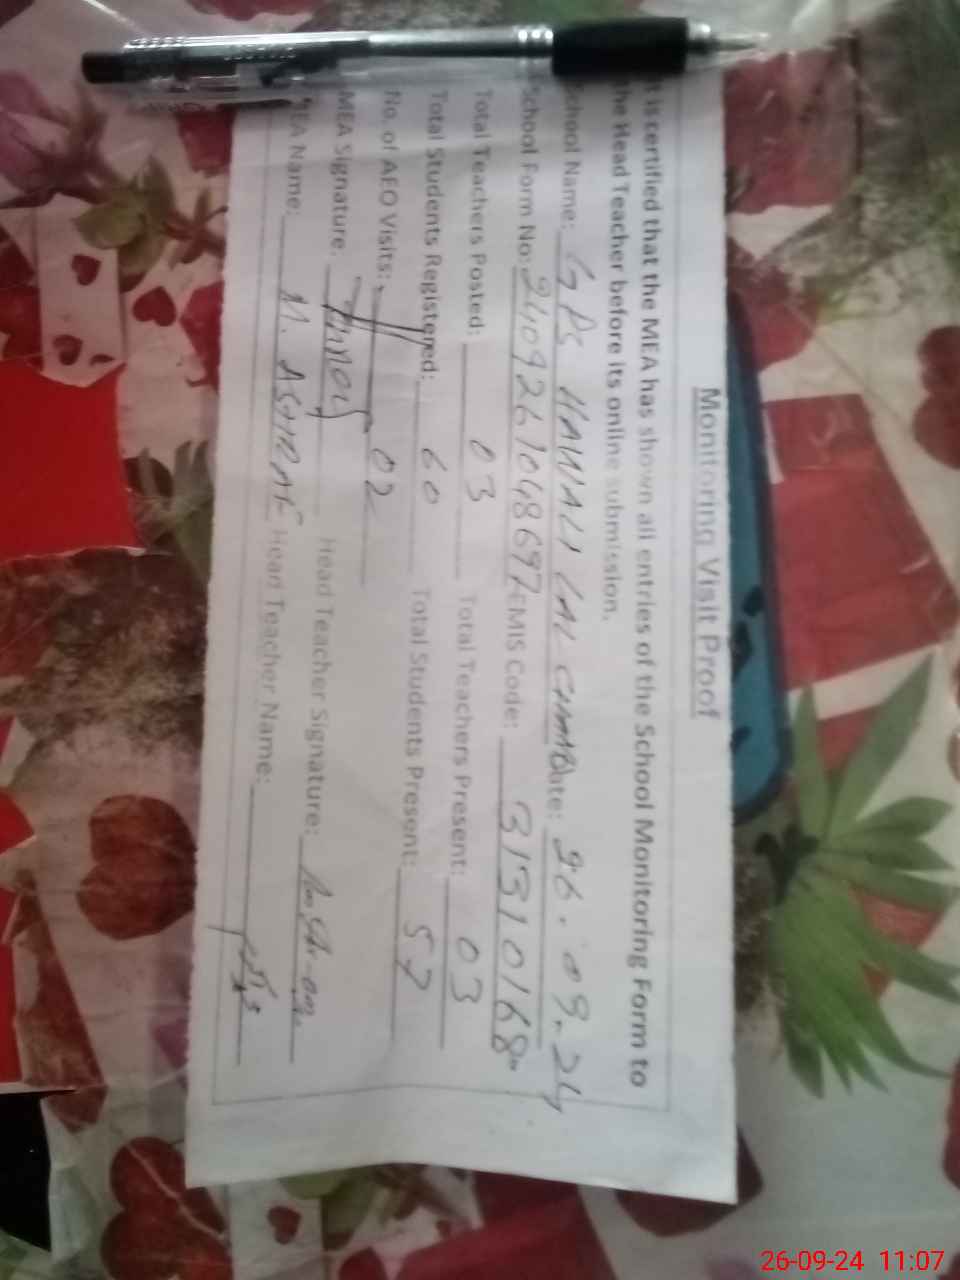 Monitoring Visit Proof
t is certified that the MEA has shown all entries of the School Monitoring Form to
he Head Teacher before its online submission.
School Name: GPS Date: 26.09.24
School Form No: EMIS Code: 31310168
Total Teachers Posted: 03 Total Teachers Present: 03
Total Students Registered: 60 Total Students Present: 57
No. of AEO Visits: 02
MEA Signature: Head Teacher Signature:
MEA Name: M. Head Teacher Name:
26-09-24 11:07